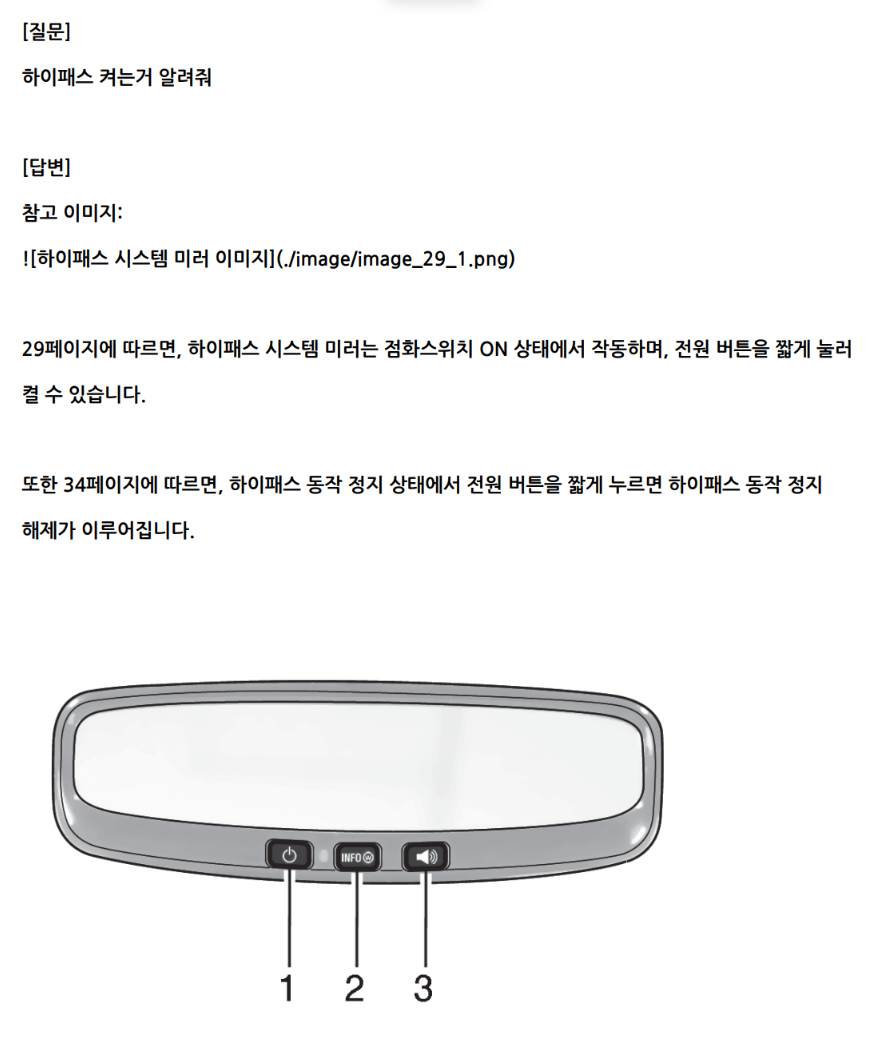 [질문]
하이패스 켜는거 알려줘
[답변]
참고 이미지:
![하이패스 시스템 미러 이미지](./image/image_29_1.png)
29페이지에 따르면, 하이패스 시스템 미러는 점화스위치 ON 상태에서 작동하며, 전원 버튼을 짧게 눌러
켤 수 있습니다.
또한 34페이지에 따르면, 하이패스 동작 정지 상태에서 전원 버튼을 짧게 누르면 하이패스 동작 정지
해제가 이루어집니다.
INFO W
1 2 3